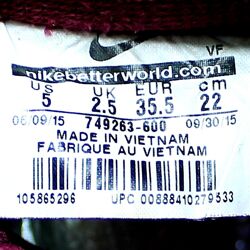 VF
nikebetterworld.com
US UK EUR cm
5 2.5 35.5 22
06/09/15 749263-600 09/30/15
MADE IN VIETNAM
FABRIQUE AU VIETNAM
105865296 UPC 00888410279533